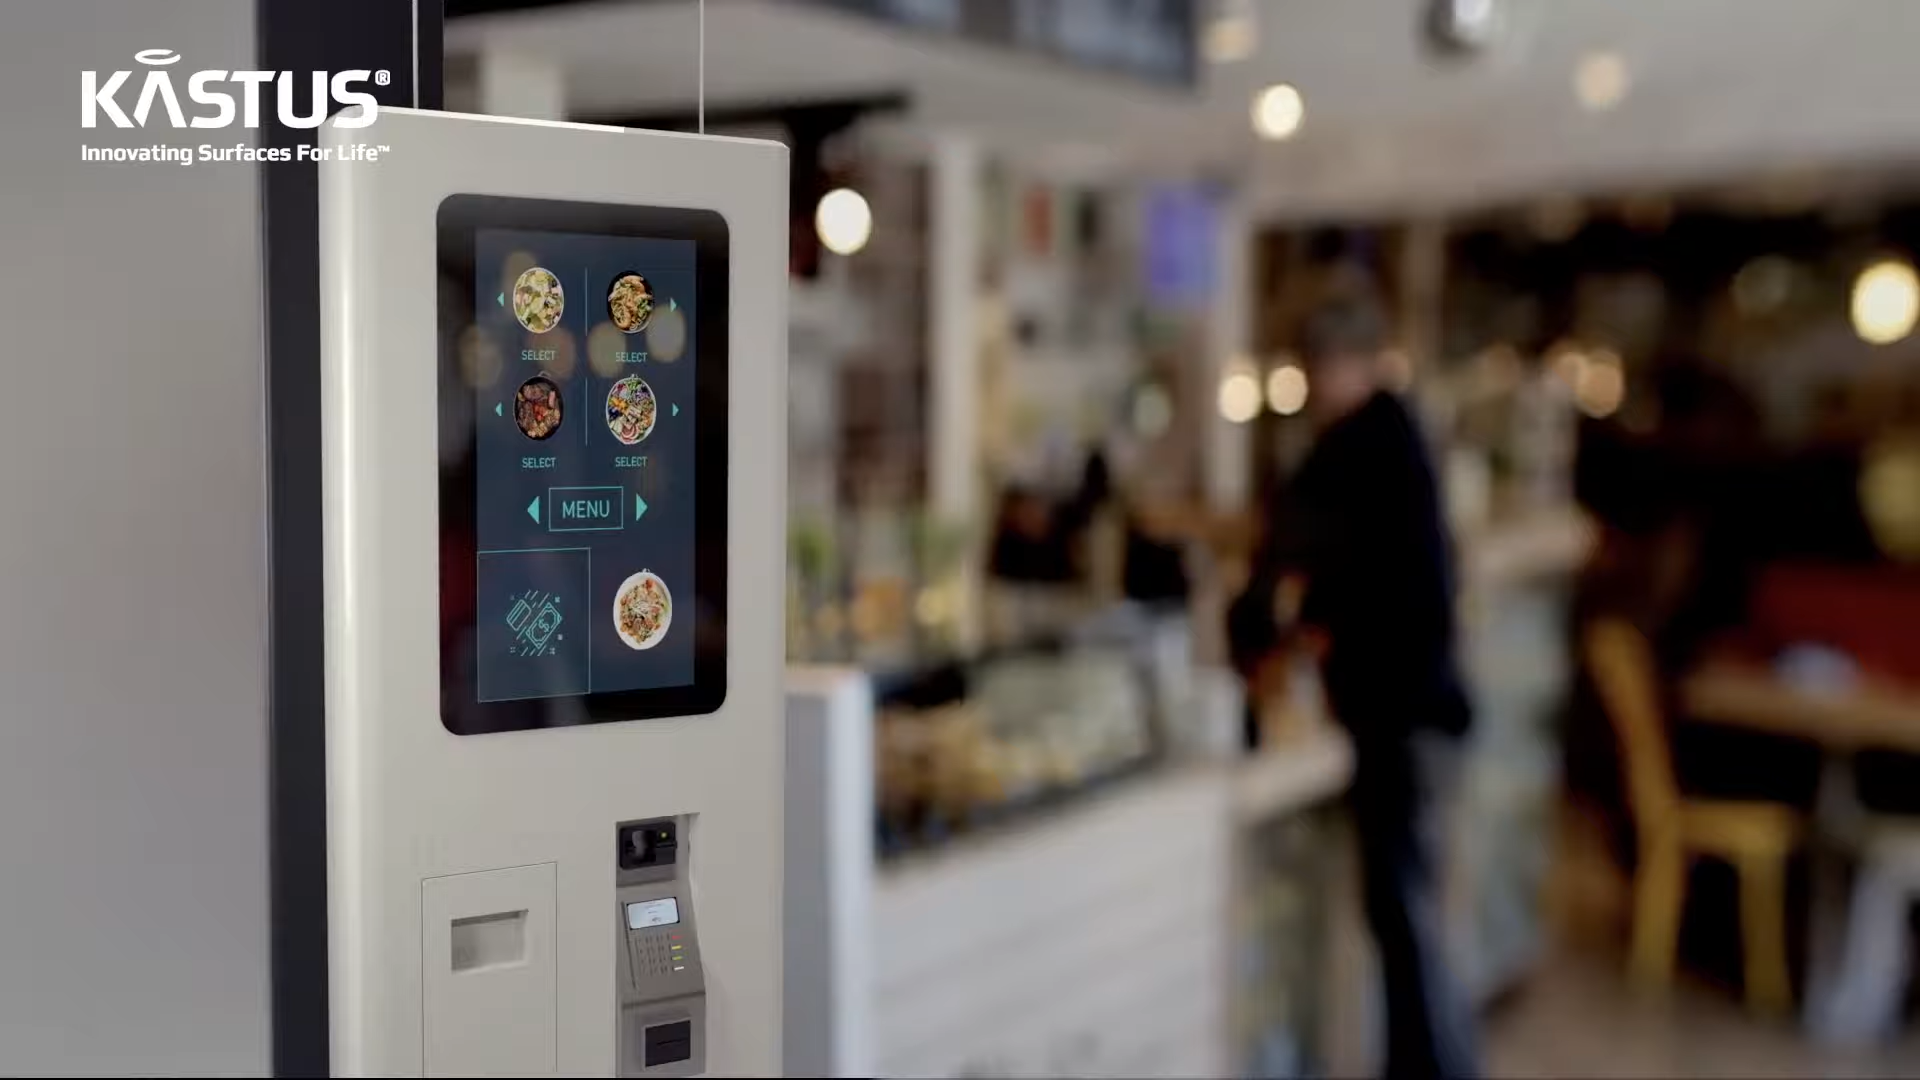 KASTUS®
Innovating Surfaces For Life™
SELECT
SELECT
SELECT
SELECT
MENU